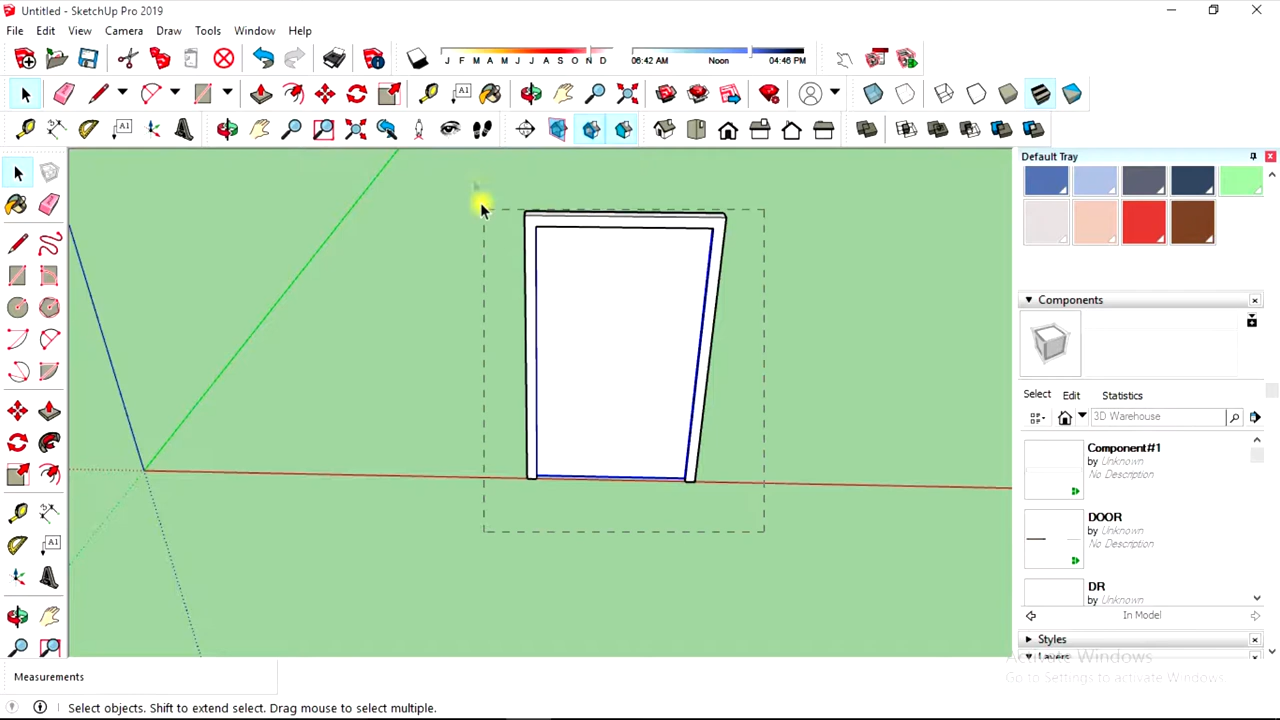 Untitled - SketchUp Pro 2019
File Edit View Camera Draw Tools Window Help
J F M A M J J A S O N D
06:42 AM Noon 04:46 PM
A1
A1
Default Tray
Components
Select Edit Statistics
3D Warehouse
Component#1
by Unknown
No Description
DOOR
by Unknown
No Description
DR
by Unknown
In Model
Styles
Layers
Activate Windows
Go to Settings to activate Windows.
A1
Measurements
Select objects. Shift to extend select. Drag mouse to select multiple.